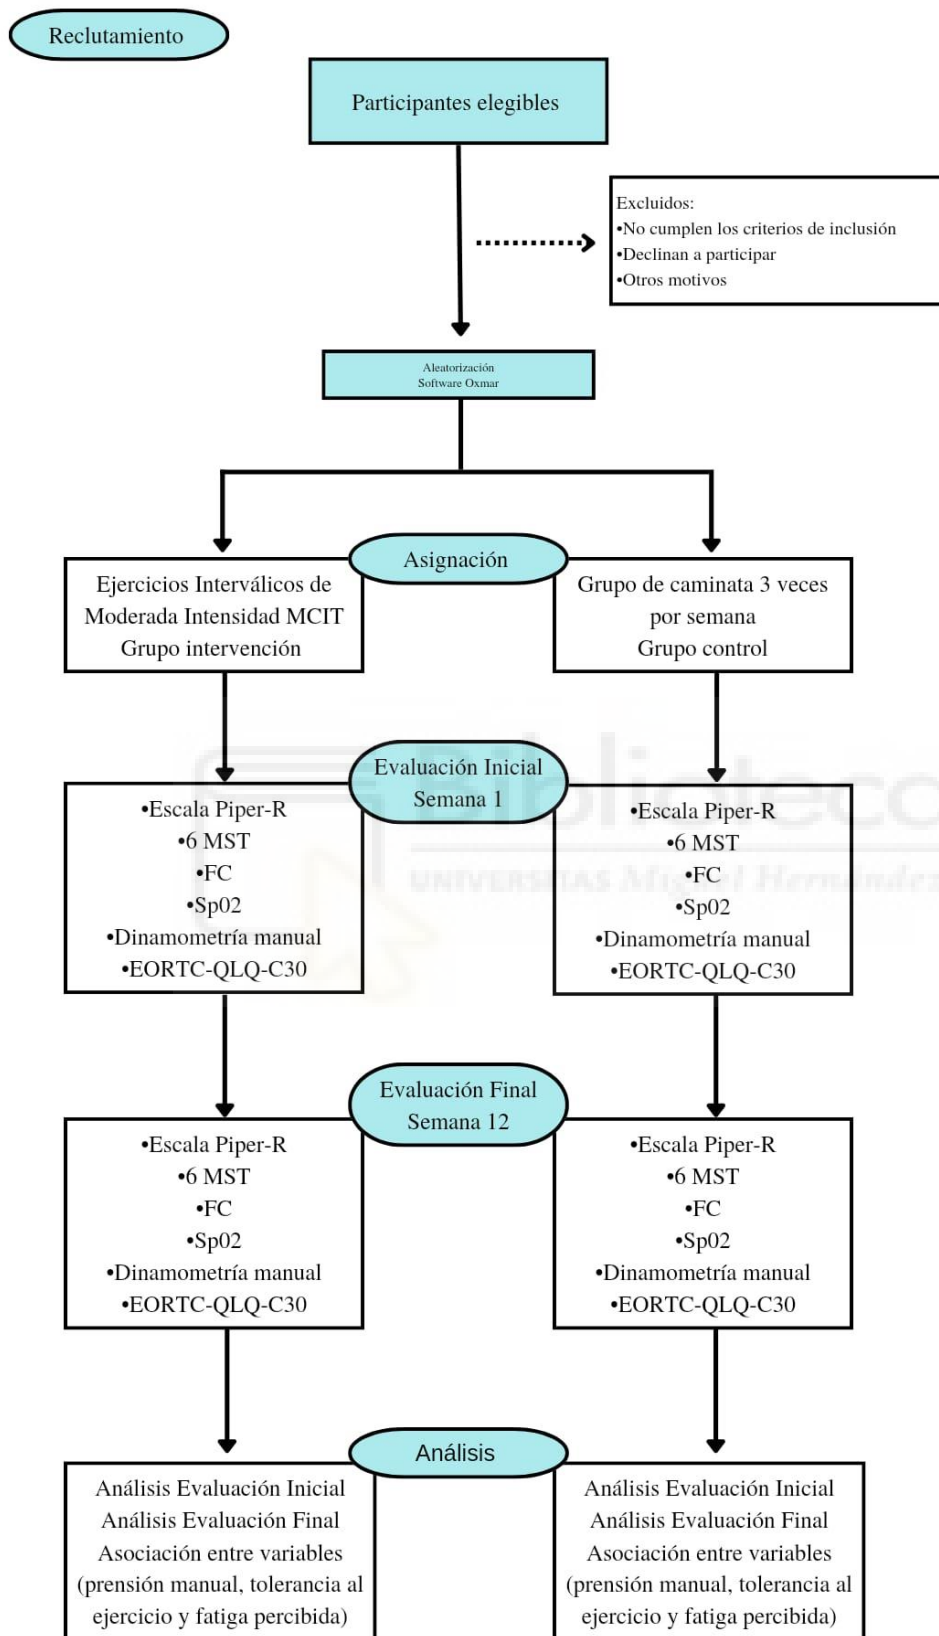 Reclutamiento
Participantes elegibles
Excluidos:
•No cumplen los criterios de inclusión
•Declinan a participar
•Otros motivos
Aleatorización
Software Oxmar
Asignación
Ejercicios Interválicos de
Moderada Intensidad MCIT
Grupo intervención
Grupo de caminata 3 veces
por semana
Grupo control
Evaluación Inicial
Semana 1
•Escala Piper-R
•6 MST
•FC
•Sp02
•Dinamometría manual
•EORTC-QLQ-C30
•Escala Piper-R
•6 MST
•FC
•Sp02
•Dinamometría manual
•EORTC-QLQ-C30
Biblioteca
UNIVERSITAS Miguel Hernández
Evaluación Final
Semana 12
•Escala Piper-R
•6 MST
•FC
•Sp02
•Dinamometría manual
•EORTC-QLQ-C30
•Escala Piper-R
•6 MST
•FC
•Sp02
•Dinamometría manual
•EORTC-QLQ-C30
Análisis
Análisis Evaluación Inicial
Análisis Evaluación Final
Asociación entre variables
(prensión manual, tolerancia al
ejercicio y fatiga percibida)
Análisis Evaluación Inicial
Análisis Evaluación Final
Asociación entre variables
(prensión manual, tolerancia al
ejercicio y fatiga percibida)